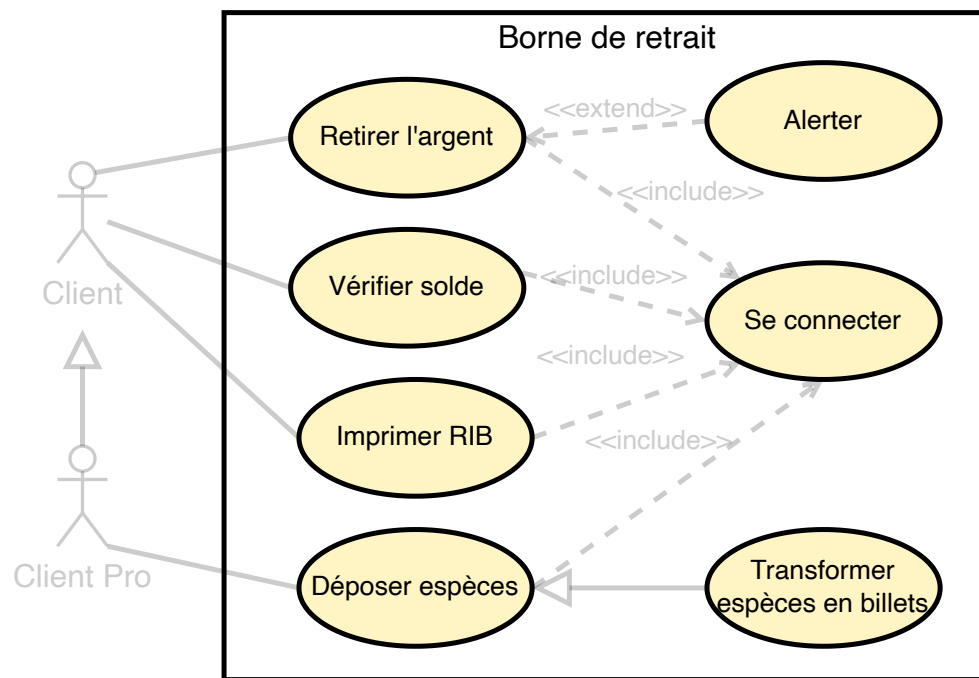 Borne de retrait
Retirer l'argent
<<extend>>
Alerter
<<include>>
Client
Vérifier solde
<<include>>
Se connecter
<<include>>
Imprimer RIB
<<include>>
Client Pro
Déposer espèces
Transformer
espèces en billets